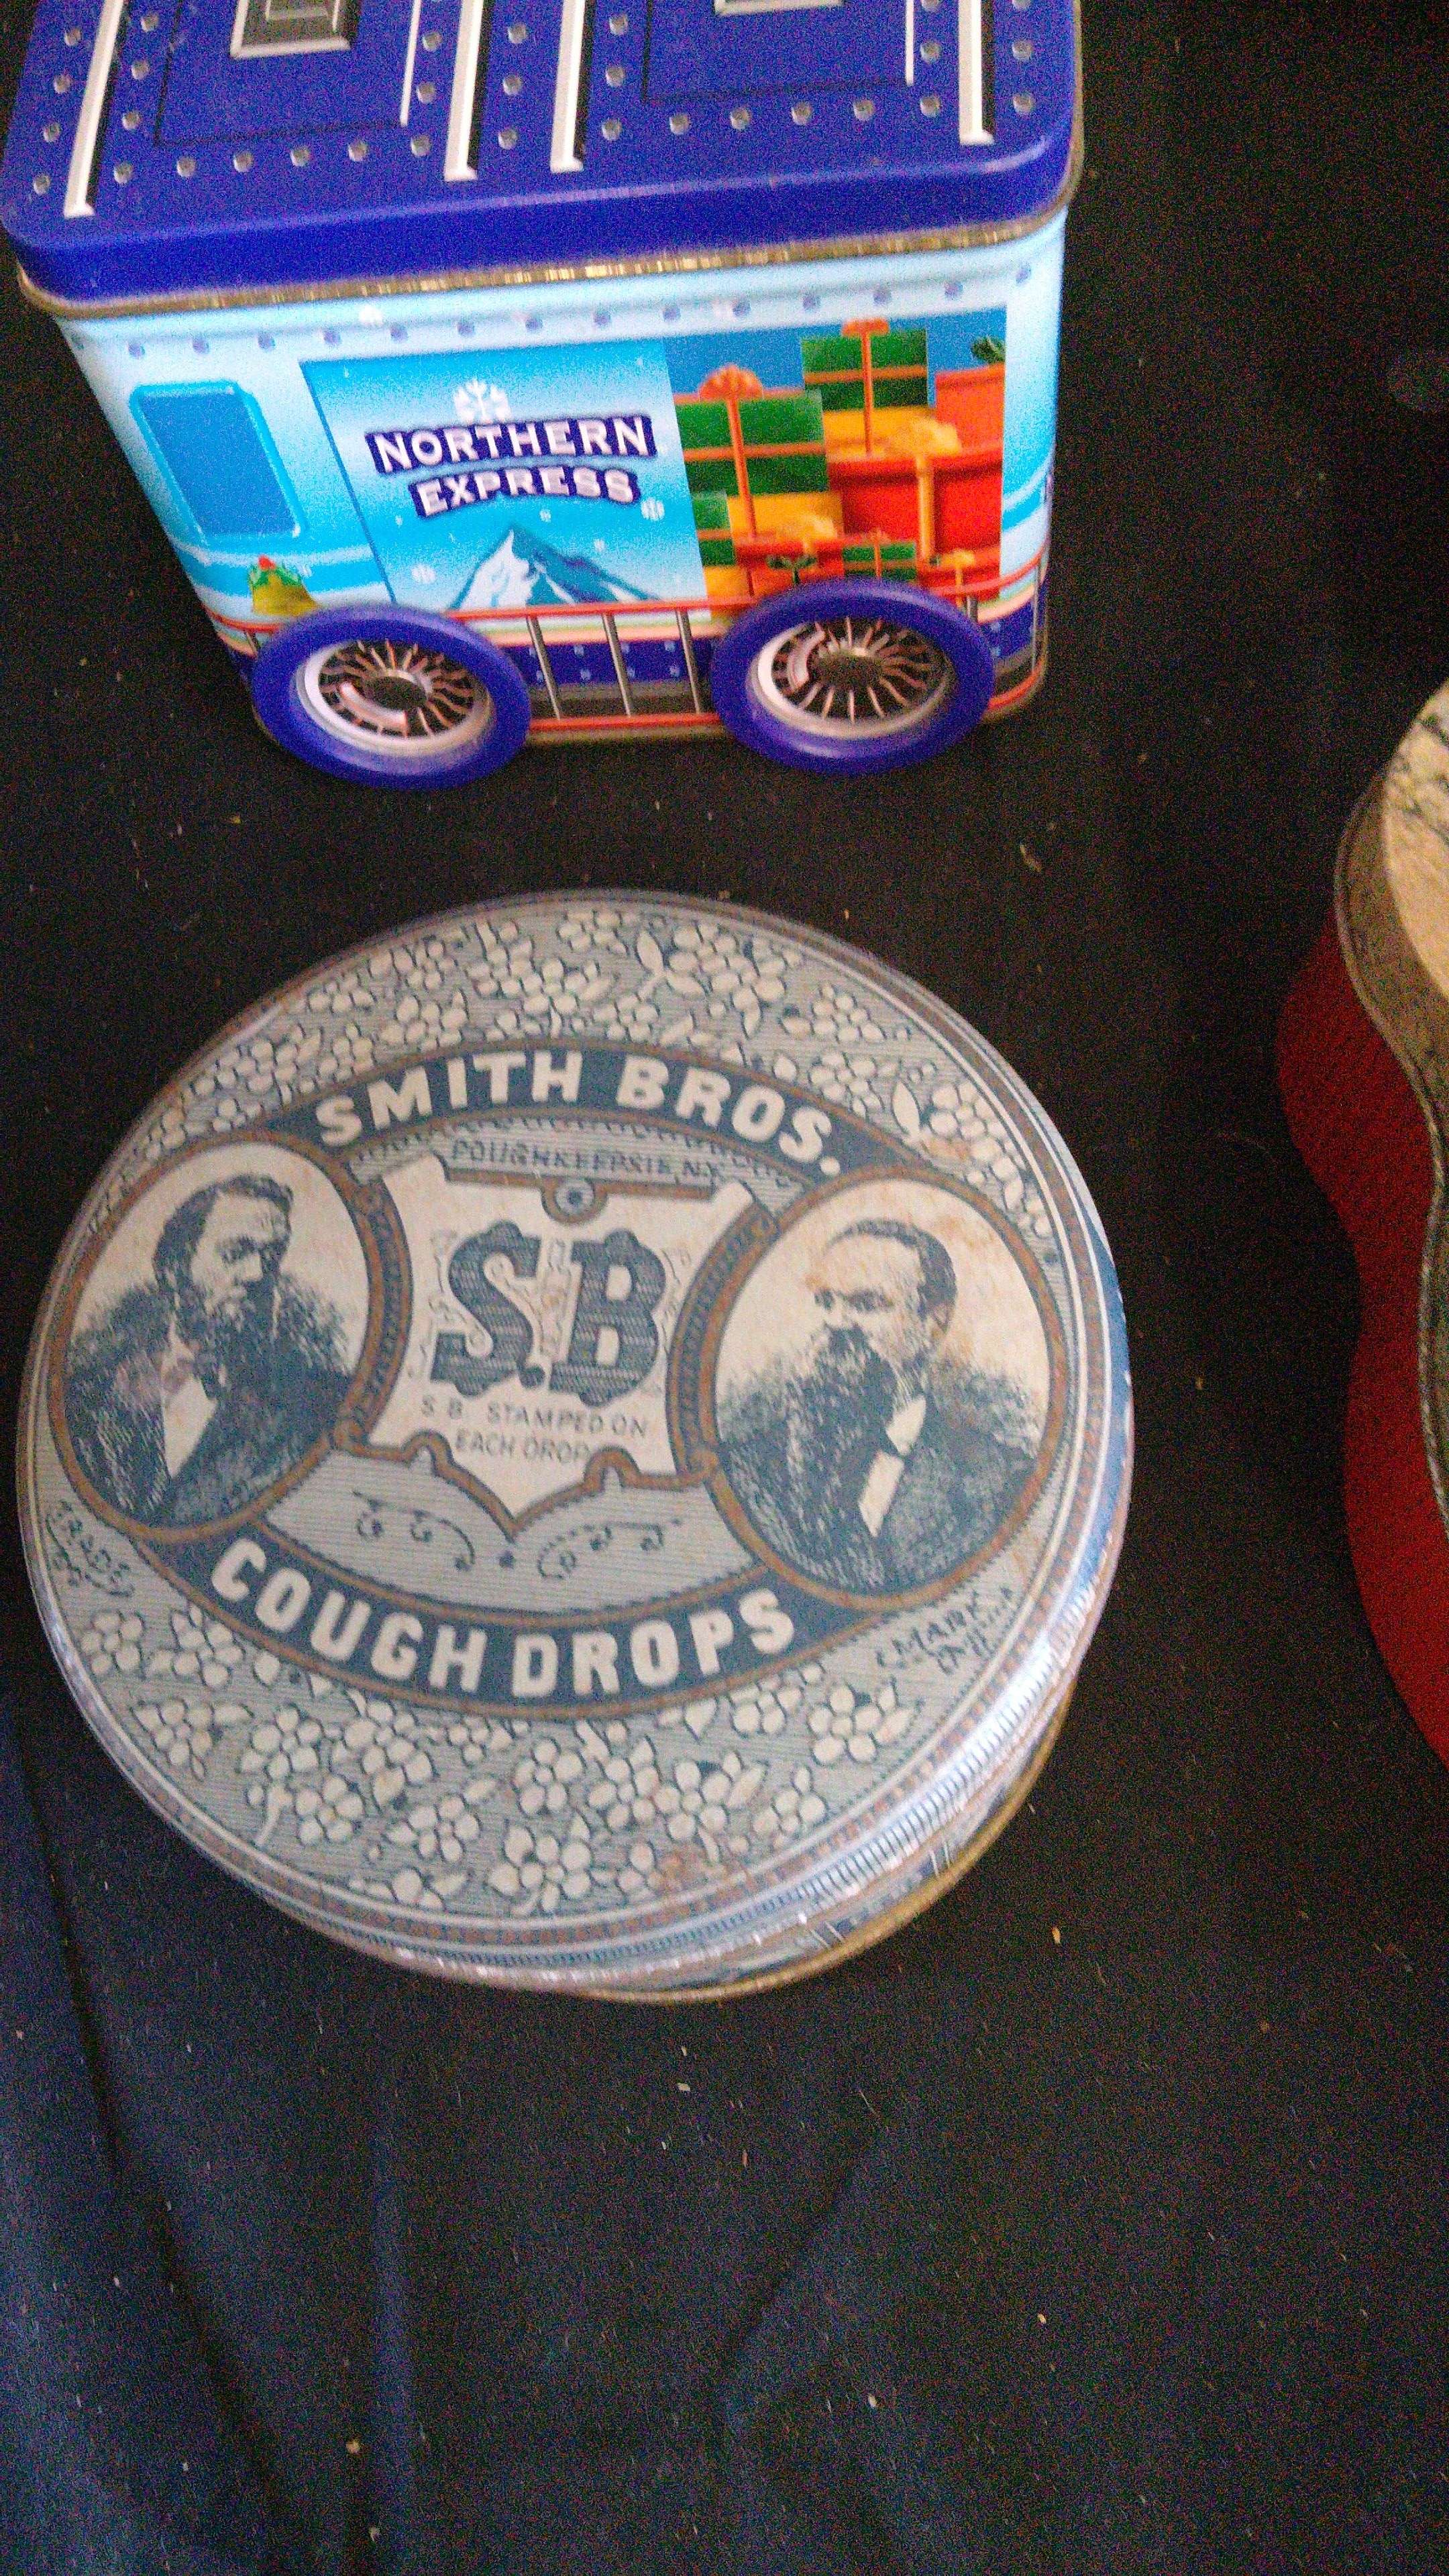 NORTHERN
EXPRESS
SMITH BROS.
POUGHKEEPSIE, N.Y.
S.B
S B. STAMPED ON
EACH DROP
TRADE
MARK
COUGH DROPS